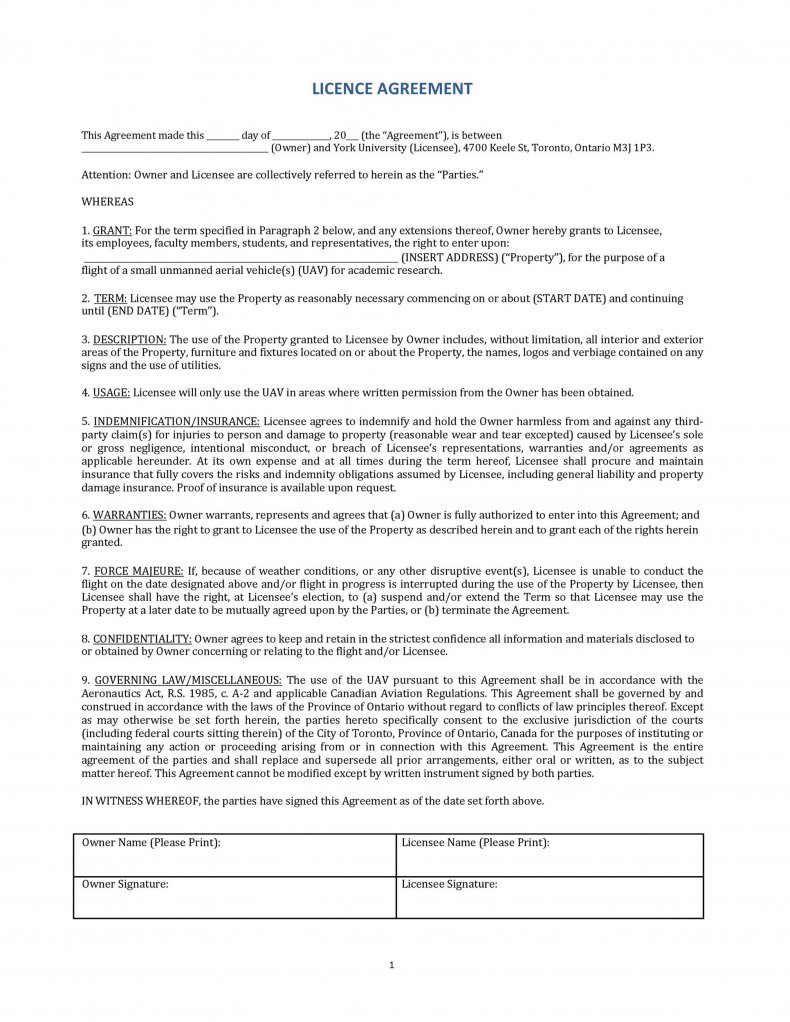 LICENCE AGREEMENT
This Agreement made this ________ day of ______________, 20___ (the “Agreement”), is between
______________________________________________ (Owner) and York University (Licensee), 4700 Keele St, Toronto, Ontario M3J 1P3.
Attention: Owner and Licensee are collectively referred to herein as the “Parties.”
WHEREAS
1. GRANT: For the term specified in Paragraph 2 below, and any extensions thereof, Owner hereby grants to Licensee,
its employees, faculty members, students, and representatives, the right to enter upon:
______________________________________________________________________________ (INSERT ADDRESS) (“Property”), for the purpose of a
flight of a small unmanned aerial vehicle(s) (UAV) for academic research.
2. TERM: Licensee may use the Property as reasonably necessary commencing on or about (START DATE) and continuing
until (END DATE) (“Term”).
3. DESCRIPTION: The use of the Property granted to Licensee by Owner includes, without limitation, all interior and exterior
areas of the Property, furniture and fixtures located on or about the Property, the names, logos and verbiage contained on any
signs and the use of utilities.
4. USAGE: Licensee will only use the UAV in areas where written permission from the Owner has been obtained.
5. INDEMNIFICATION/INSURANCE: Licensee agrees to indemnify and hold the Owner harmless from and against any third-
party claim(s) for injuries to person and damage to property (reasonable wear and tear excepted) caused by Licensee’s sole
or gross negligence, intentional misconduct, or breach of Licensee’s representations, warranties and/or agreements as
applicable hereunder. At its own expense and at all times during the term hereof, Licensee shall procure and maintain
insurance that fully covers the risks and indemnity obligations assumed by Licensee, including general liability and property
damage insurance. Proof of insurance is available upon request.
6. WARRANTIES: Owner warrants, represents and agrees that (a) Owner is fully authorized to enter into this Agreement; and
(b) Owner has the right to grant to Licensee the use of the Property as described herein and to grant each of the rights herein
granted.
7. FORCE MAJEURE: If, because of weather conditions, or any other disruptive event(s), Licensee is unable to conduct the
flight on the date designated above and/or flight in progress is interrupted during the use of the Property by Licensee, then
Licensee shall have the right, at Licensee’s election, to (a) suspend and/or extend the Term so that Licensee may use the
Property at a later date to be mutually agreed upon by the Parties, or (b) terminate the Agreement.
8. CONFIDENTIALITY: Owner agrees to keep and retain in the strictest confidence all information and materials disclosed to
or obtained by Owner concerning or relating to the flight and/or Licensee.
9. GOVERNING LAW/MISCELLANEOUS: The use of the UAV pursuant to this Agreement shall be in accordance with the
Aeronautics Act, R.S. 1985, c. A-2 and applicable Canadian Aviation Regulations. This Agreement shall be governed by and
construed in accordance with the laws of the Province of Ontario without regard to conflicts of law principles thereof. Except
as may otherwise be set forth herein, the parties hereto specifically consent to the exclusive jurisdiction of the courts
(including federal courts sitting therein) of the City of Toronto, Province of Ontario, Canada for the purposes of instituting or
maintaining any action or proceeding arising from or in connection with this Agreement. This Agreement is the entire
agreement of the parties and shall replace and supersede all prior arrangements, either oral or written, as to the subject
matter hereof. This Agreement cannot be modified except by written instrument signed by both parties.
IN WITNESS WHEREOF, the parties have signed this Agreement as of the date set forth above.
Owner Name (Please Print):
Licensee Name (Please Print):
Owner Signature:
Licensee Signature:
1